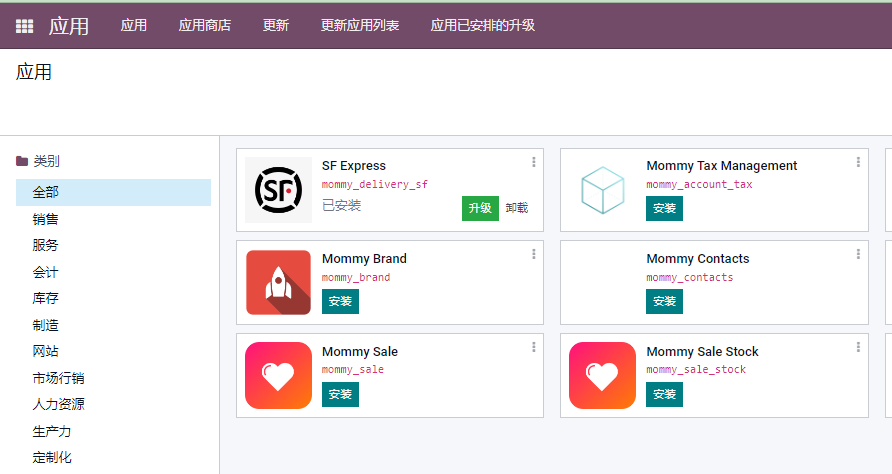 应用 应用 应用商店 更新 更新应用列表 应用已安排的升级
应用
类别
全部
销售
服务
会计
库存
制造
网站
市场行销
人力资源
生产力
定制化
SF
SF Express
mommy_delivery_sf
已安装 升级 卸载
Mommy Tax Management
mommy_account_tax
安装
Mommy Brand
mommy_brand
安装
Mommy Contacts
mommy_contacts
安装
Mommy Sale
mommy_sale
安装
Mommy Sale Stock
mommy_sale_stock
安装